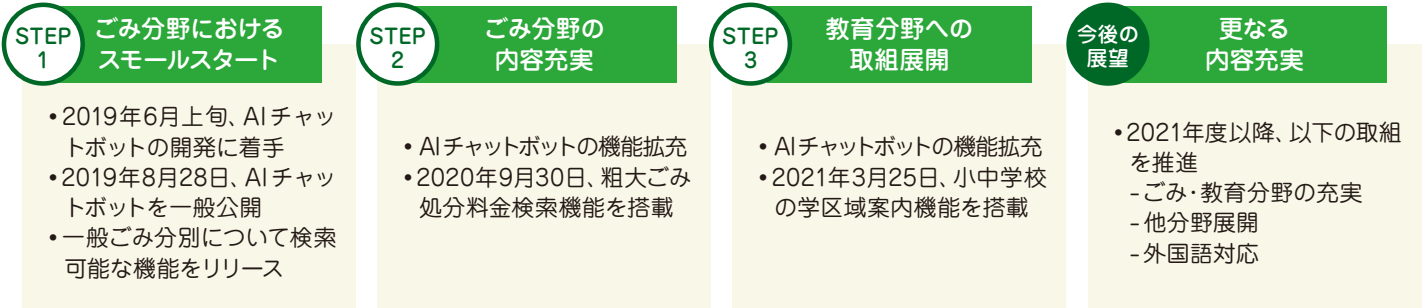 STEP
1
ごみ分野における
スモールスタート
•2019年6月上旬、AIチャッ
トボットの開発に着手
•2019年8月28日、AIチャッ
トボットを一般公開
•一般ごみ分別について検索
可能な機能をリリース
STEP
2
ごみ分野の
内容充実
•AIチャットボットの機能拡充
•2020年9月30日、粗大ごみ
処分料金検索機能を搭載
STEP
3
教育分野への
取組展開
•AIチャットボットの機能拡充
•2021年3月25日、小中学校
の学区域案内機能を搭載
今後の
展望
更なる
内容充実
•2021年度以降、以下の取組
を推進
-ごみ・教育分野の充実
-他分野展開
-外国語対応